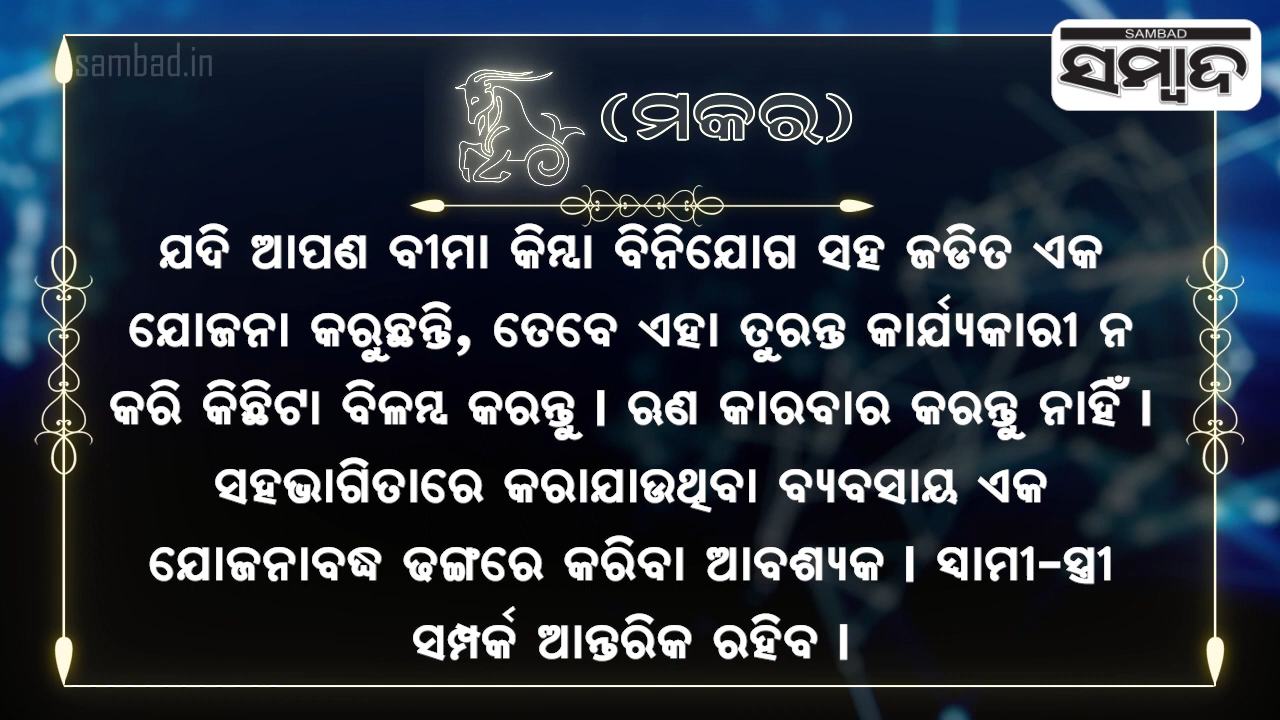 sambad.in
SAMBAD
ସମ୍ବାଦ
(ମକର)
ଯଦି ଆପଣ ବୀମା କିମ୍ବା ବିନିଯୋଗ ସହ ଜଡିତ ଏକ
ଯୋଜନା କରୁଛନ୍ତି, ତେବେ ଏହା ତୁରନ୍ତ କାର୍ଯ୍ୟକାରୀ ନ
କରି କିଛିଟା ବିଳମ୍ବ କରନ୍ତୁ । ଋଣ କାରବାର କରନ୍ତୁ ନାହିଁ ।
ସହଭାଗିତାରେ କରାଯାଉଥିବା ବ୍ୟବସାୟ ଏକ
ଯୋଜନାବଦ୍ଧ ଢଙ୍ଗରେ କରିବା ଆବଶ୍ୟକ । ସ୍ୱାମୀ-ସ୍ତ୍ରୀ
ସମ୍ପର୍କ ଆନ୍ତରିକ ରହିବ ।